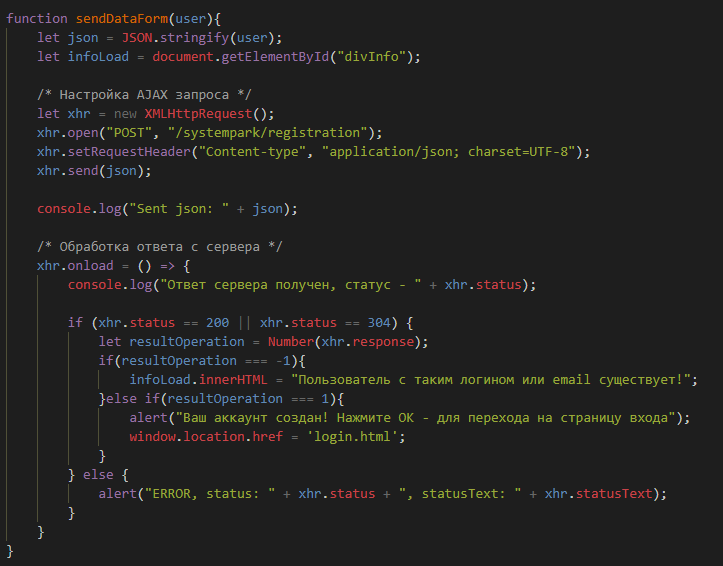 function sendDataForm(user){
    let json = JSON.stringify(user);
    let infoLoad = document.getElementById("divInfo");

    /* Настройка AJAX запроса */
    let xhr = new XMLHttpRequest();
    xhr.open("POST", "/systempark/registration");
    xhr.setRequestHeader("Content-type", "application/json; charset=UTF-8");
    xhr.send(json);

    console.log("Sent json: " + json);

    /* Обработка ответа с сервера */
    xhr.onload = () => {
        console.log("Ответ сервера получен, статус - " + xhr.status);

        if (xhr.status == 200 || xhr.status == 304) {
            let resultOperation = Number(xhr.response);
            if(resultOperation === -1){
                infoLoad.innerHTML = "Пользователь с таким логином или email существует!";
            }else if(resultOperation === 1){
                alert("Ваш аккаунт создан! Нажмите OK - для перехода на страницу входа");
                window.location.href = 'login.html';
            }
        } else {
            alert("ERROR, status: " + xhr.status + ", statusText: " + xhr.statusText);
        }
    }
}